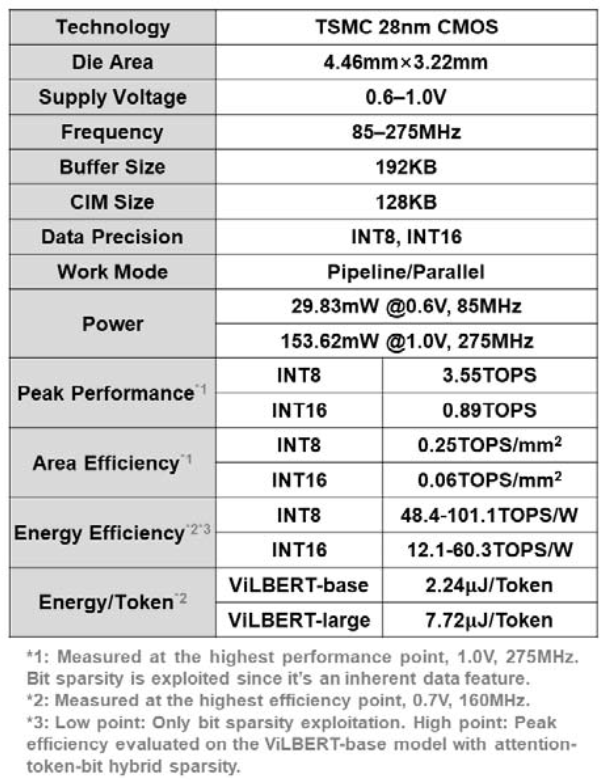 Technology TSMC 28nm CMOS
Die Area 4.46mm×3.22mm
Supply Voltage 0.6–1.0V
Frequency 85–275MHz
Buffer Size 192KB
CIM Size 128KB
Data Precision INT8, INT16
Work Mode Pipeline/Parallel
Power 29.83mW @0.6V, 85MHz
153.62mW @1.0V, 275MHz
Peak Performance*1 INT8 3.55TOPS
INT16 0.89TOPS
Area Efficiency*1 INT8 0.25TOPS/mm²
INT16 0.06TOPS/mm²
Energy Efficiency*2*3 INT8 48.4-101.1TOPS/W
INT16 12.1-60.3TOPS/W
Energy/Token*2 ViLBERT-base 2.24μJ/Token
ViLBERT-large 7.72μJ/Token
*1: Measured at the highest performance point, 1.0V, 275MHz.
Bit sparsity is exploited since it's an inherent data feature.
*2: Measured at the highest efficiency point, 0.7V, 160MHz.
*3: Low point: Only bit sparsity exploitation. High point: Peak
efficiency evaluated on the ViLBERT-base model with attention-
token-bit hybrid sparsity.